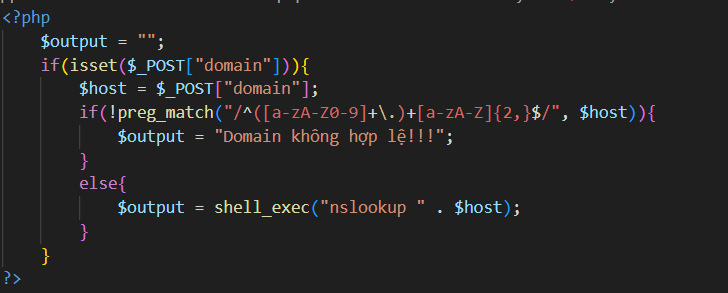 <?php
    $output = "";
    if(isset($_POST["domain"])){
        $host = $_POST["domain"];
        if(!preg_match("/^([a-zA-Z0-9]+\.)+[a-zA-Z]{2,}$/", $host)){
            $output = "Domain không hợp lệ!!!";
        }
        else{
            $output = shell_exec("nslookup " . $host);
        }
    }
?>